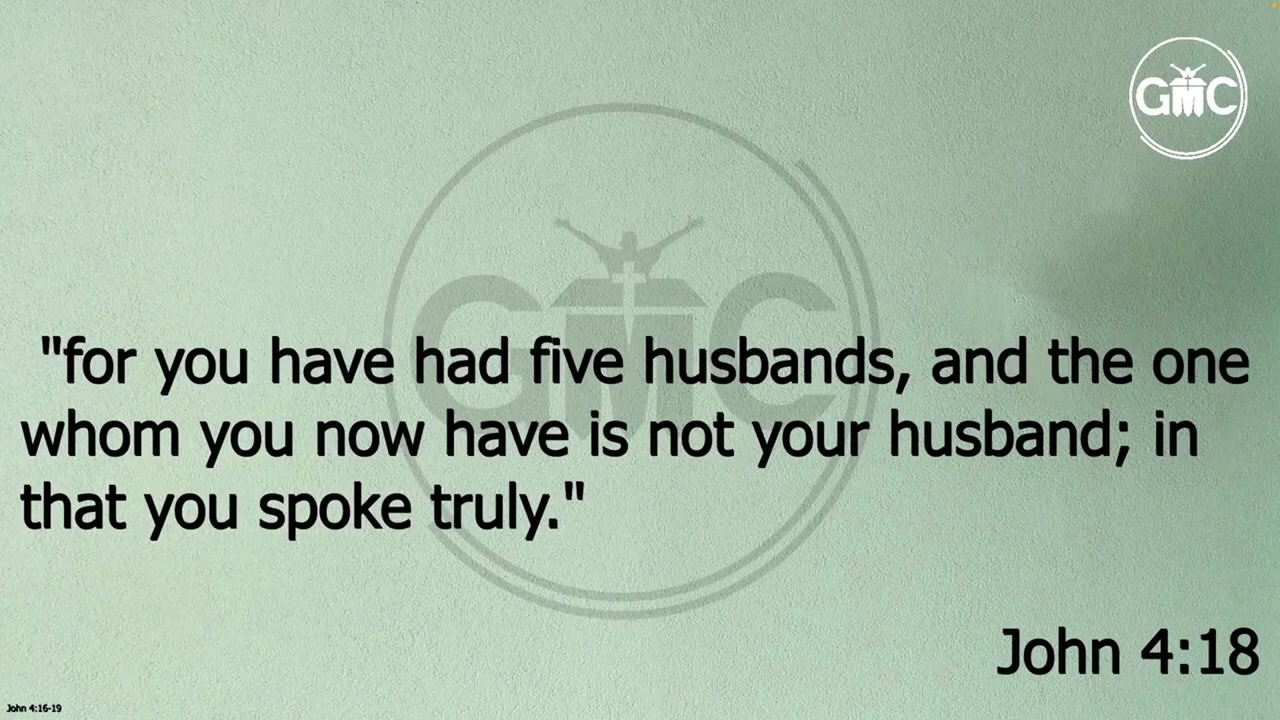 GMC
GMC
"for you have had five husbands, and the one
whom you now have is not your husband; in
that you spoke truly."
John 4:18
John 4:16-19